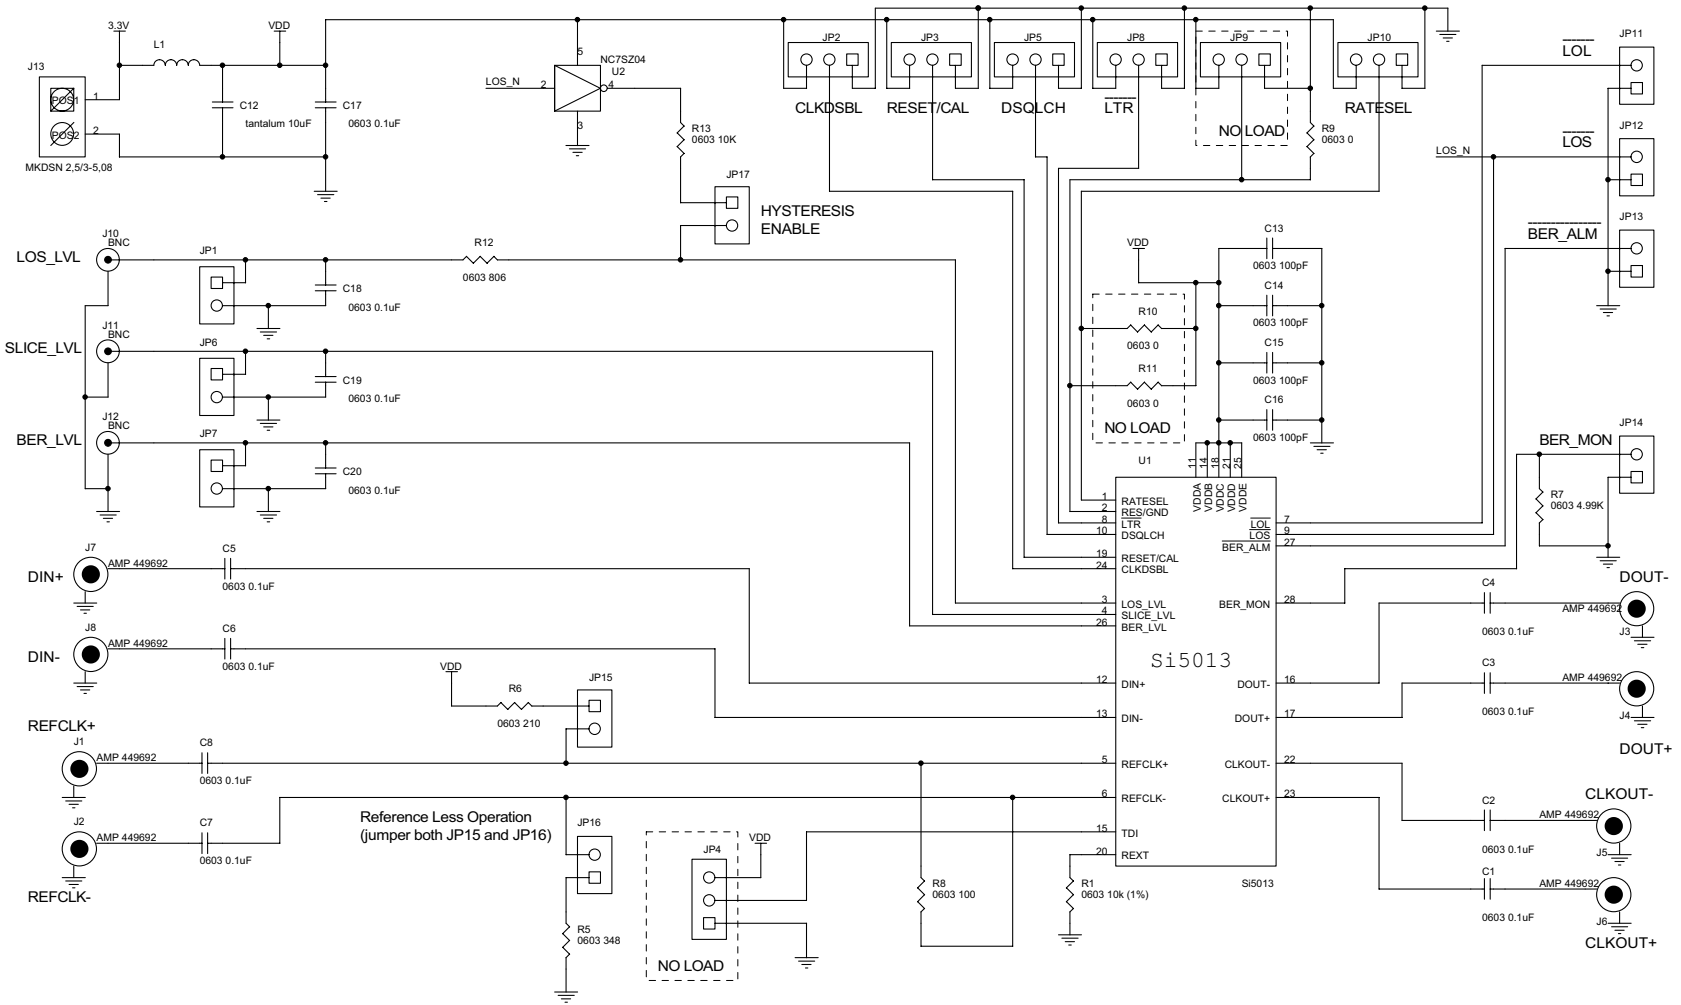 3.3V
VDD
L1
J13
POS1
1
POS2
2
MKDSN 2,5/3-5,08
C12
tantalum 10uF
C17
0603 0.1uF
LOS_N
2
5
NC7SZ04
U2
4
3
R13
0603 10K
JP17
HYSTERESIS
ENABLE
JP2
CLKDSBL
JP3
RESET/CAL
JP5
DSQLCH
JP8
LTR
JP9
NO LOAD
R9
0603 0
JP10
RATESEL
JP11
LOL
JP12
LOS
LOS_N
JP13
BER_ALM
J10
BNC
LOS_LVL
JP1
C18
0603 0.1uF
R12
0603 806
J11
BNC
SLICE_LVL
JP6
C19
0603 0.1uF
J12
BNC
BER_LVL
JP7
C20
0603 0.1uF
VDD
C13
0603 100pF
C14
0603 100pF
C15
0603 100pF
C16
0603 100pF
R10
0603 0
R11
0603 0
NO LOAD
JP14
BER_MON
R7
0603 4.99K
U1
11
14
18
21
25
VDDA
VDDB
VDDC
VDDD
VDDE
1
RATESEL
2
RES/GND
8
LTR
10
DSQLCH
19
RESET/CAL
24
CLKDSBL
3
LOS_LVL
4
SLICE_LVL
26
BER_LVL
12
DIN+
13
DIN-
5
REFCLK+
6
REFCLK-
15
TDI
20
REXT
LOL
7
LOS
9
BER_ALM
27
BER_MON
28
DOUT-
16
DOUT+
17
CLKOUT-
22
CLKOUT+
23
Si5013
Si5013
J7
AMP 449692
DIN+
C5
0603 0.1uF
J8
AMP 449692
DIN-
C6
0603 0.1uF
VDD
R6
0603 210
JP15
REFCLK+
J1
AMP 449692
C8
0603 0.1uF
J2
AMP 449692
C7
0603 0.1uF
REFCLK-
Reference Less Operation
(jumper both JP15 and JP16)
JP16
R5
0603 348
JP4
VDD
NO LOAD
R8
0603 100
R1
0603 10k (1%)
C4
0603 0.1uF
DOUT-
AMP 449692
J3
C3
0603 0.1uF
AMP 449692
J4
DOUT+
C2
0603 0.1uF
CLKOUT-
AMP 449692
J5
C1
0603 0.1uF
AMP 449692
J6
CLKOUT+